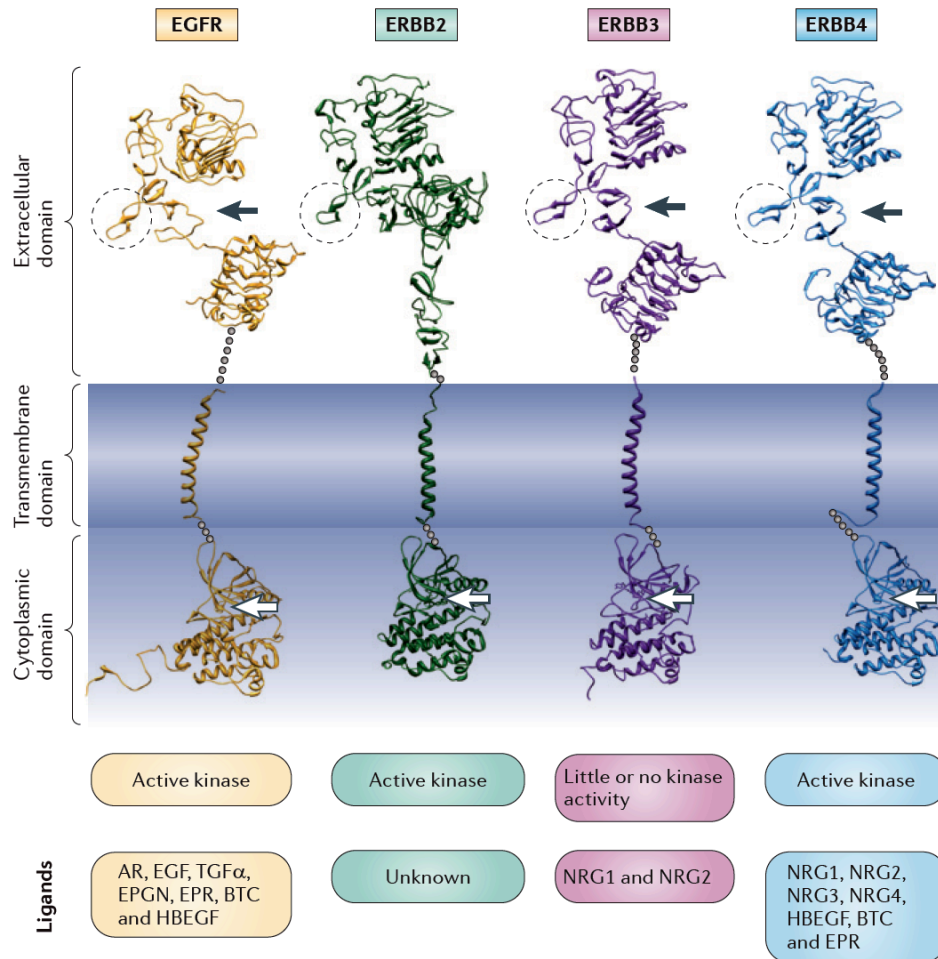 EGFR
ERBB2
ERBB3
ERBB4
Extracellular
domain
Transmembrane
domain
Cytoplasmic
domain
Active kinase
Active kinase
Little or no kinase
activity
Active kinase
Ligands
AR, EGF, TGFα,
EPGN, EPR, BTC
and HBEGF
Unknown
NRG1 and NRG2
NRG1, NRG2,
NRG3, NRG4,
HBEGF, BTC
and EPR